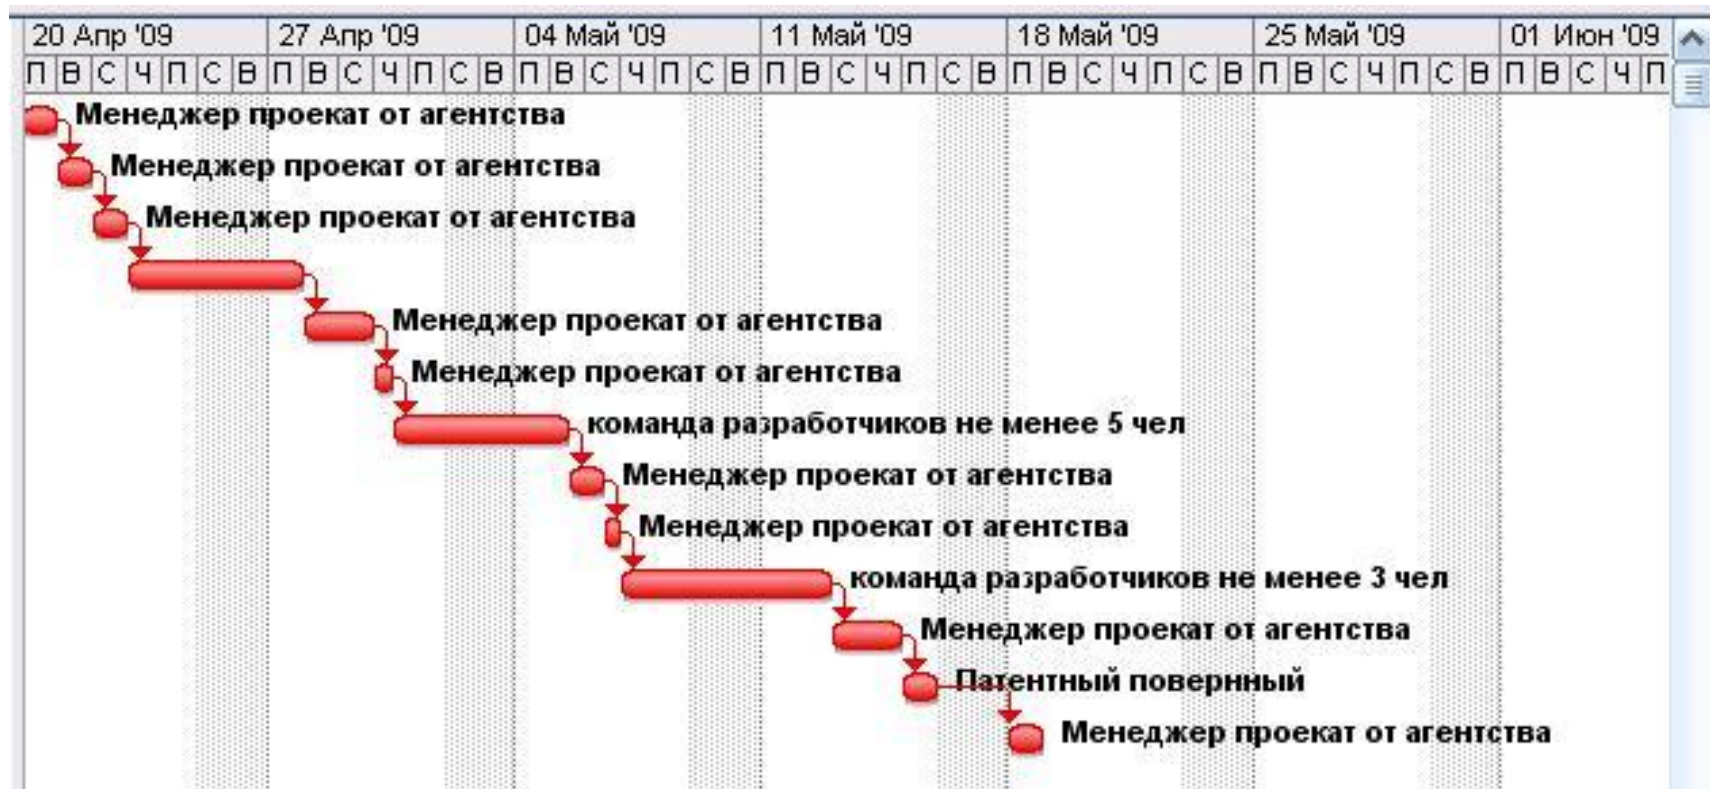 20 Апр '09 27 Апр '09 04 Май '09 11 Май '09 18 Май '09 25 Май '09 01 Июн '09
П В С Ч П С В П В С Ч П С В П В С Ч П С В П В С Ч П С В П В С Ч П С В П В С Ч П С В П В С Ч П
Менеджер проекат от агентства
Менеджер проекат от агентства
Менеджер проекат от агентства
Менеджер проекат от агентства
Менеджер проекат от агентства
команда разработчиков не менее 5 чел
Менеджер проекат от агентства
Менеджер проекат от агентства
команда разработчиков не менее 3 чел
Менеджер проекат от агентства
Патентный повернный
Менеджер проекат от агентства